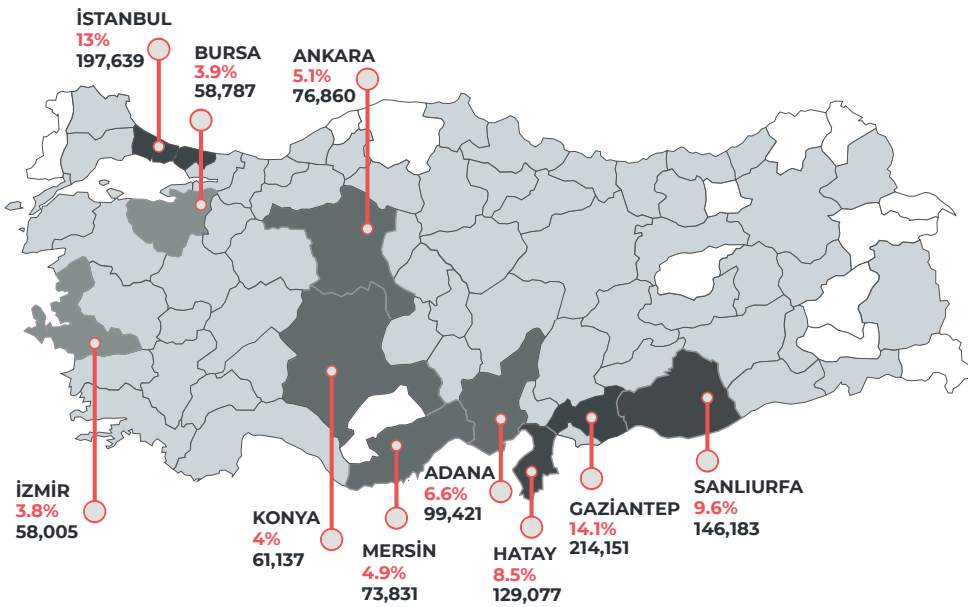 İSTANBUL
13%
197,639
BURSA
3.9%
58,787
ANKARA
5.1%
76,860
İZMİR
3.8%
58,005
KONYA
4%
61,137
MERSİN
4.9%
73,831
ADANA
6.6%
99,421
HATAY
8.5%
129,077
GAZİANTEP
14.1%
214,151
SANLIURFA
9.6%
146,183